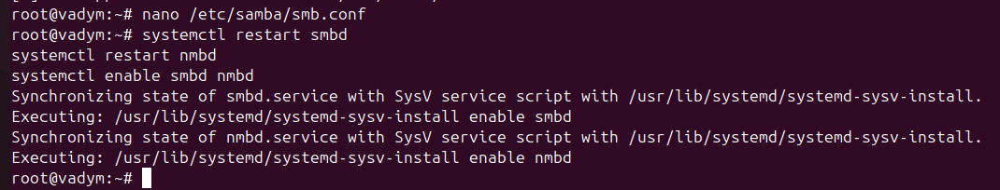 root@vadym:~# nano /etc/samba/smb.conf
root@vadym:~# systemctl restart smbd
systemctl restart nmbd
systemctl enable smbd nmbd
Synchronizing state of smbd.service with SysV service script with /usr/lib/systemd/systemd-sysv-install.
Executing: /usr/lib/systemd/systemd-sysv-install enable smbd
Synchronizing state of nmbd.service with SysV service script with /usr/lib/systemd/systemd-sysv-install.
Executing: /usr/lib/systemd/systemd-sysv-install enable nmbd
root@vadym:~#